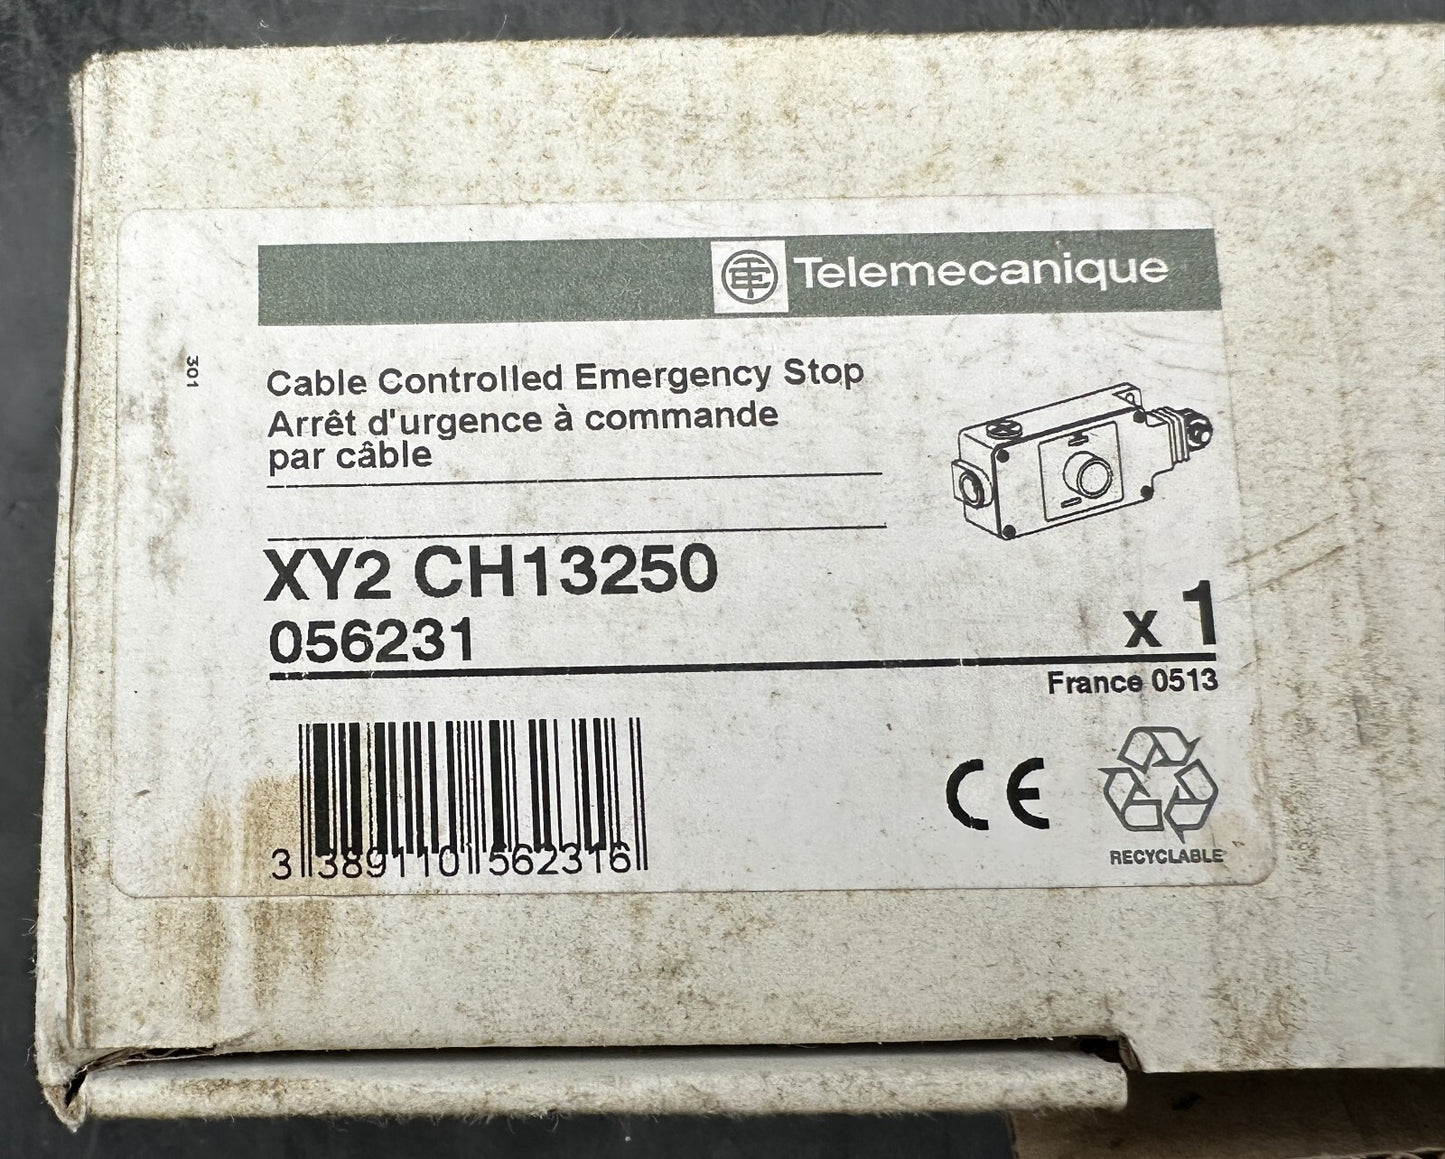 Telemecanique
301
Cable Controlled Emergency Stop
Arrêt d'urgence à commande
par câble
XY2 CH13250
056231
x 1
France 0513
3 389110 562316
CE
RECYCLABLE